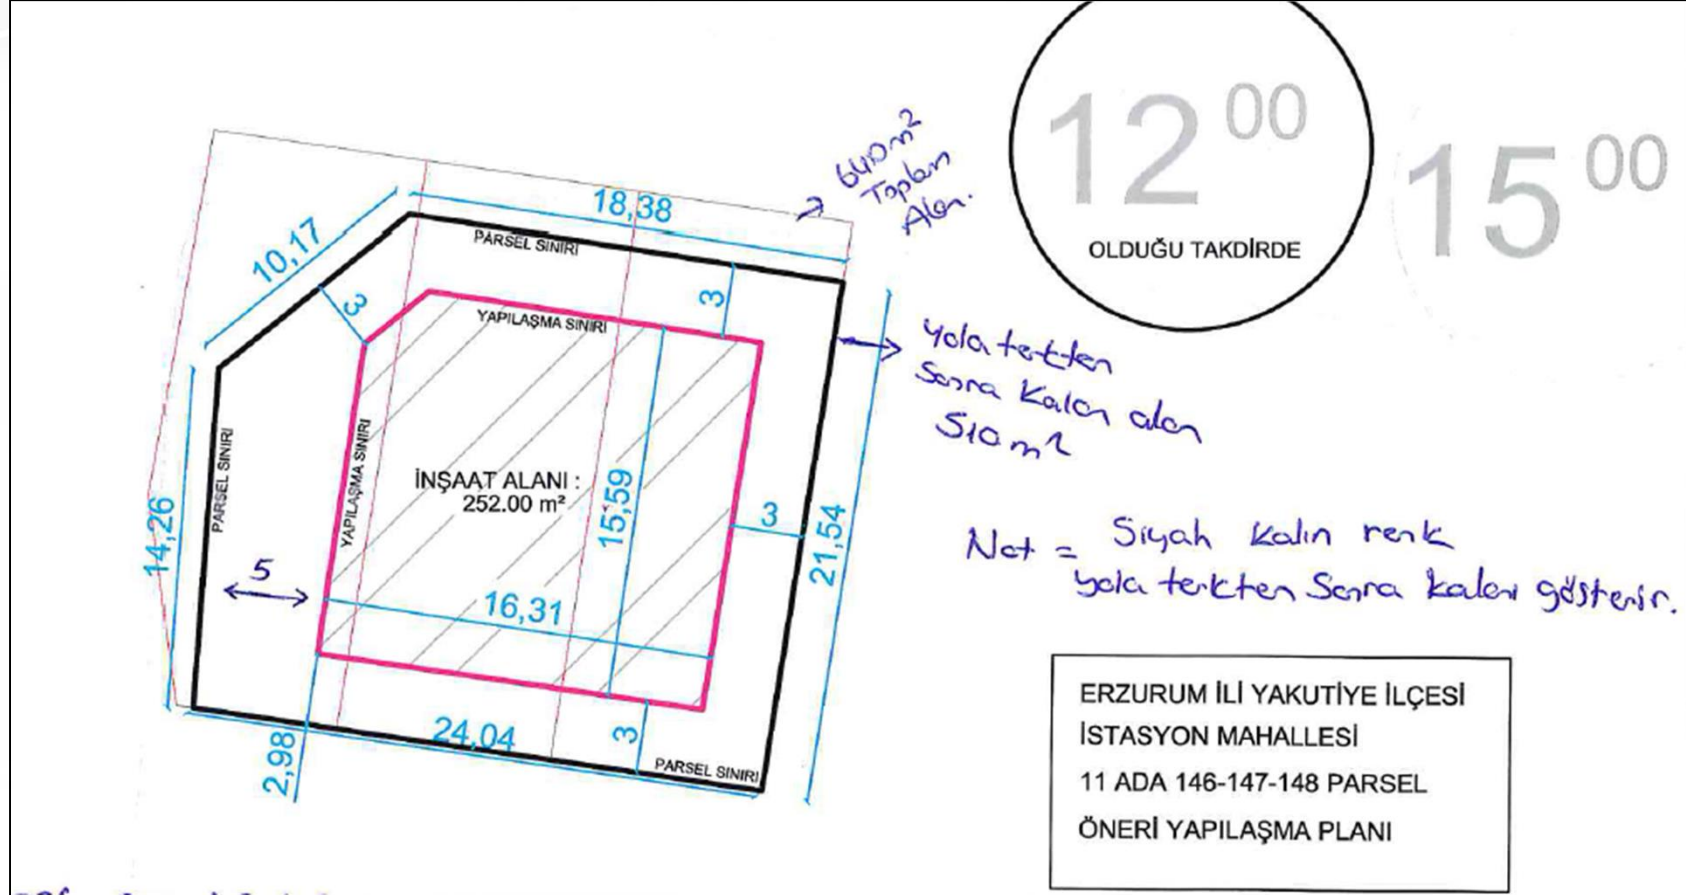 12 00
OLDUĞU TAKDİRDE
15 00
640 m²
Toplam
Alan.
18,38
PARSEL SINIRI
10,17
3
3
YAPILAŞMA SINIRI
yola terkten
Sonra Kalan alan
510 m²
PARSEL SINIRI
YAPILAŞMA SINIRI
İNŞAAT ALANI :
252.00 m²
15,59
3
21,54
14,26
5
16,31
Not = Siyah Kalın renk
yola terkten Sonra kalanı gösterir.
24,04
2,98
3
PARSEL SINIRI
ERZURUM İLİ YAKUTİYE İLÇESİ
İSTASYON MAHALLESİ
11 ADA 146-147-148 PARSEL
ÖNERİ YAPILAŞMA PLANI